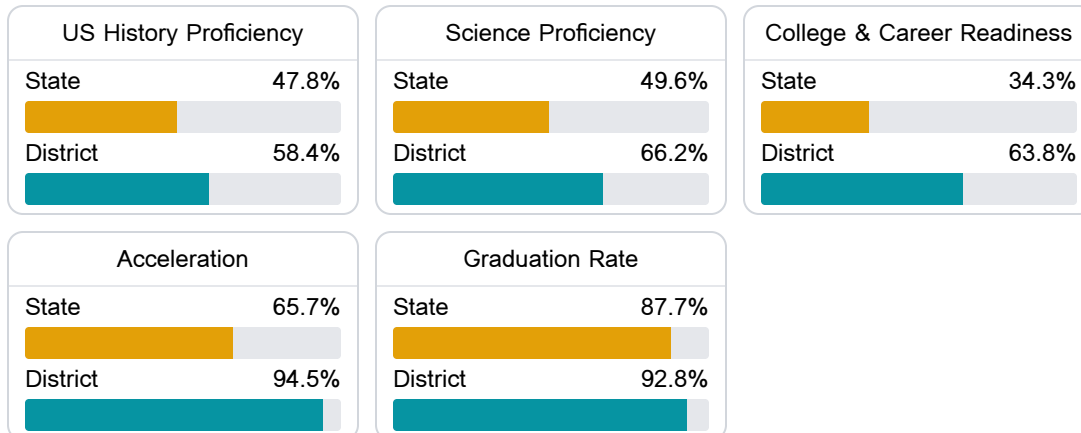 US History Proficiency
State 47.8%
District 58.4%
Science Proficiency
State 49.6%
District 66.2%
College & Career Readiness
State 34.3%
District 63.8%
Acceleration
State 65.7%
District 94.5%
Graduation Rate
State 87.7%
District 92.8%